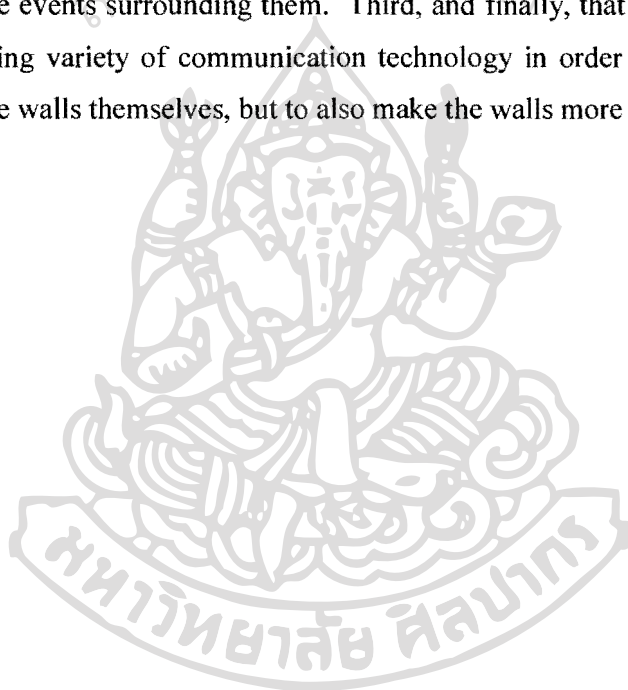 e events surrounding them. Third, and finally, that
ing variety of communication technology in order
e walls themselves, but to also make the walls more
มหาวิทยาลัย ศิลปากร